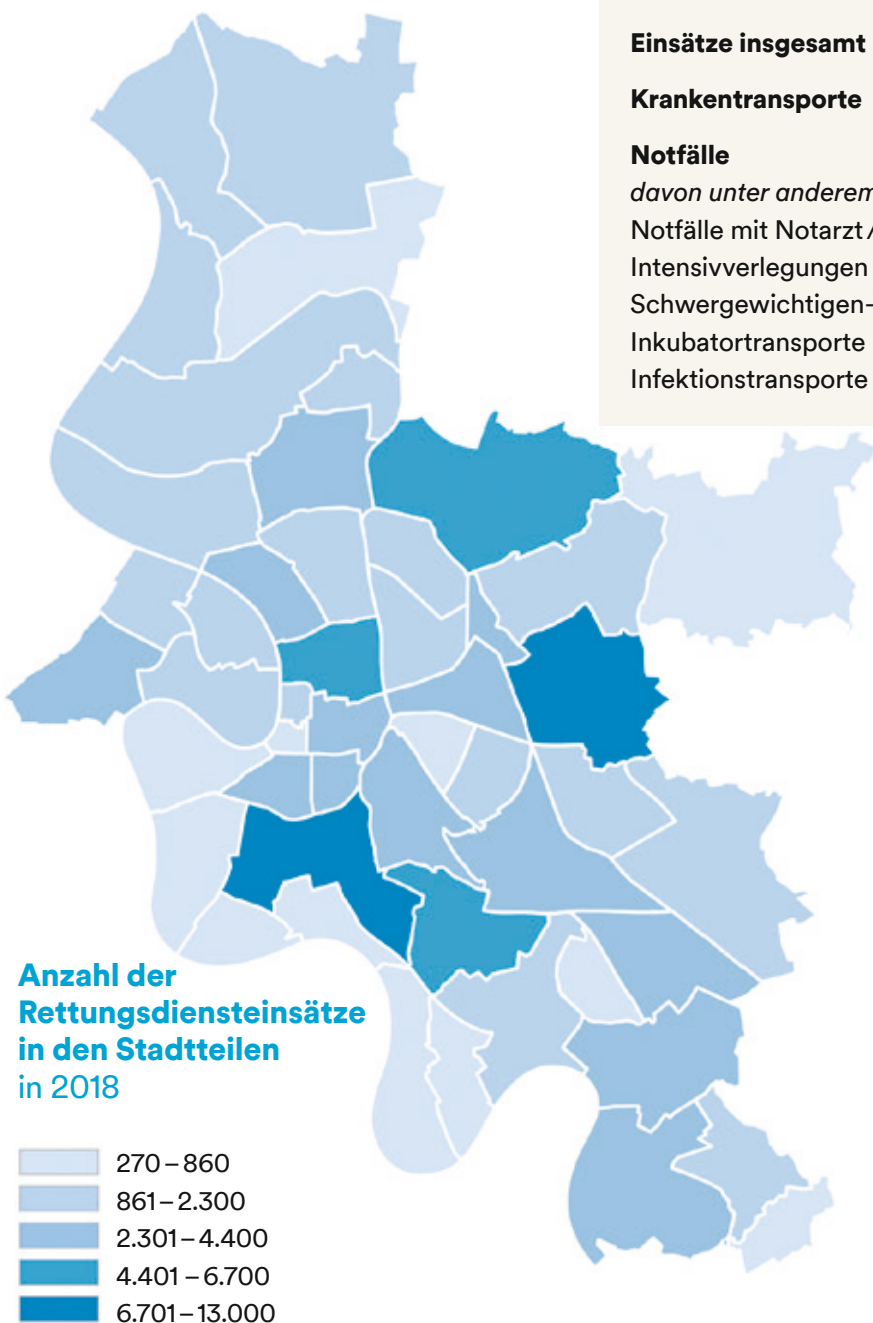 Einsätze insgesamt
Krankentransporte
Notfälle
davon unter anderem
Notfälle mit Notarzt /
Intensivverlegungen
Schwergewichtigen-
Inkubatortransporte
Infektionstransporte
Anzahl der
Rettungsdiensteinsätze
in den Stadtteilen
in 2018
270 – 860
861 – 2.300
2.301 – 4.400
4.401 – 6.700
6.701 – 13.000